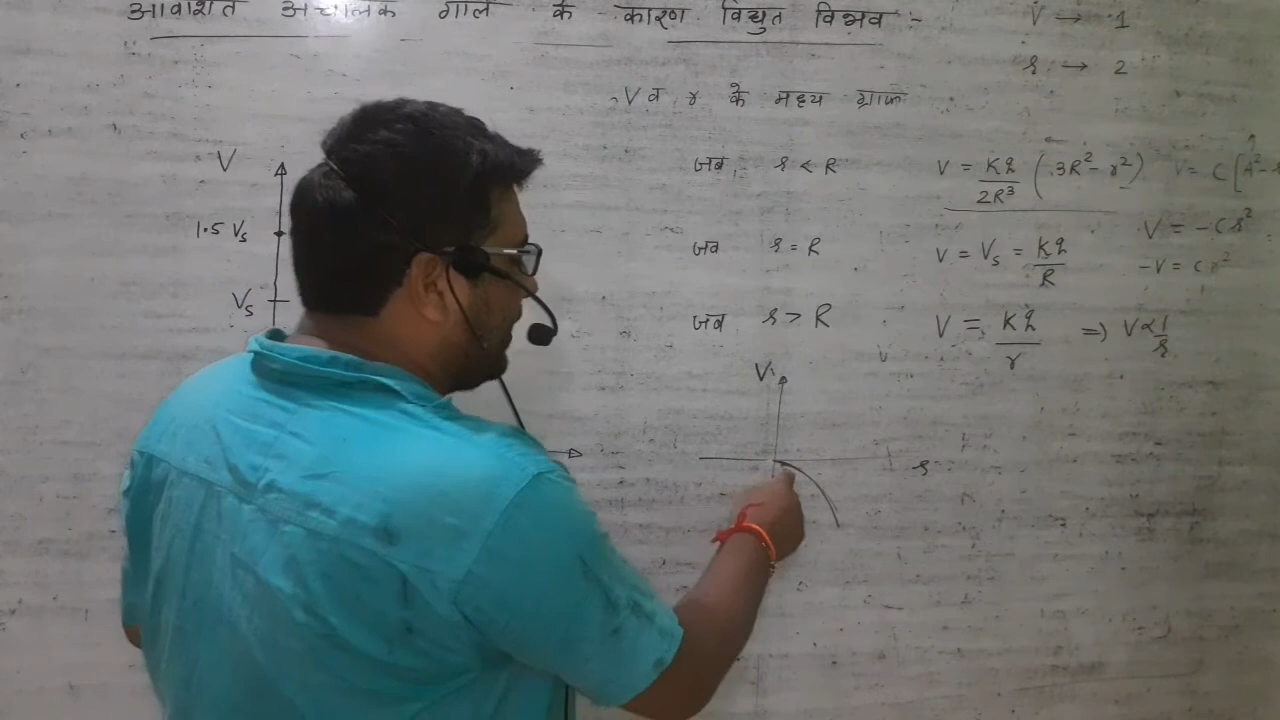 आवेशित अचालक गोले के कारण विद्युत विभव :-
V → 1
r → 2
V व r के मध्य ग्राफ
जब r < R V = Kq/2R³ (3R² - r²)
V = -Cr²
-V = Cr²
जब r = R V = Vₛ = Kq/R
जब r > R V = Kq/r ⇒ V∝1/r
V
1.5 Vₛ
Vₛ
V
r